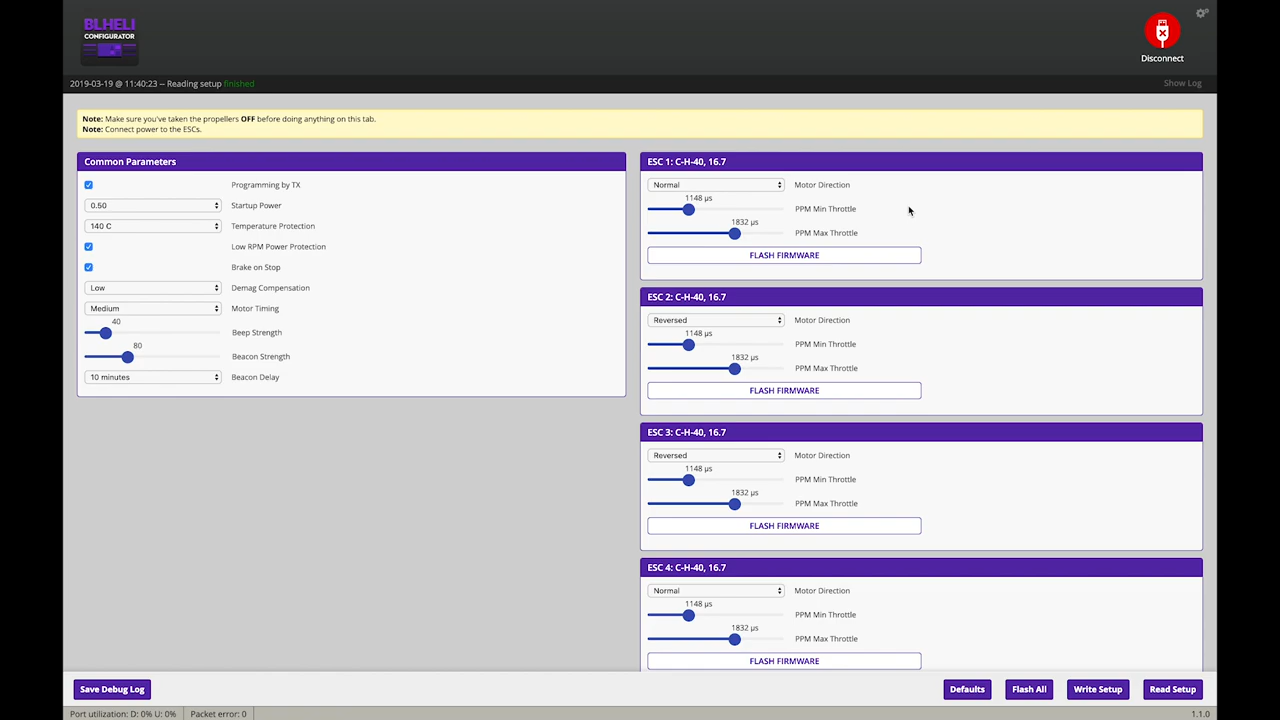 BLHELI
CONFIGURATOR
Disconnect
2019-03-19 @ 11:40:23 -- Reading setup finished
Show Log
Note: Make sure you've taken the propellers OFF before doing anything on this tab.
Note: Connect power to the ESCs.
Common Parameters
Programming by TX
0.50 Startup Power
140 C Temperature Protection
Low RPM Power Protection
Brake on Stop
Low Demag Compensation
Medium Motor Timing
40
Beep Strength
80
Beacon Strength
10 minutes Beacon Delay
ESC 1: C-H-40, 16.7
Normal Motor Direction
1148 µs
PPM Min Throttle
1832 µs
PPM Max Throttle
FLASH FIRMWARE
ESC 2: C-H-40, 16.7
Reversed Motor Direction
1148 µs
PPM Min Throttle
1832 µs
PPM Max Throttle
FLASH FIRMWARE
ESC 3: C-H-40, 16.7
Reversed Motor Direction
1148 µs
PPM Min Throttle
1832 µs
PPM Max Throttle
FLASH FIRMWARE
ESC 4: C-H-40, 16.7
Normal Motor Direction
1148 µs
PPM Min Throttle
1832 µs
PPM Max Throttle
FLASH FIRMWARE
Save Debug Log Defaults Flash All Write Setup Read Setup
Port utilization: D: 0% U: 0% Packet error: 0 1.1.0